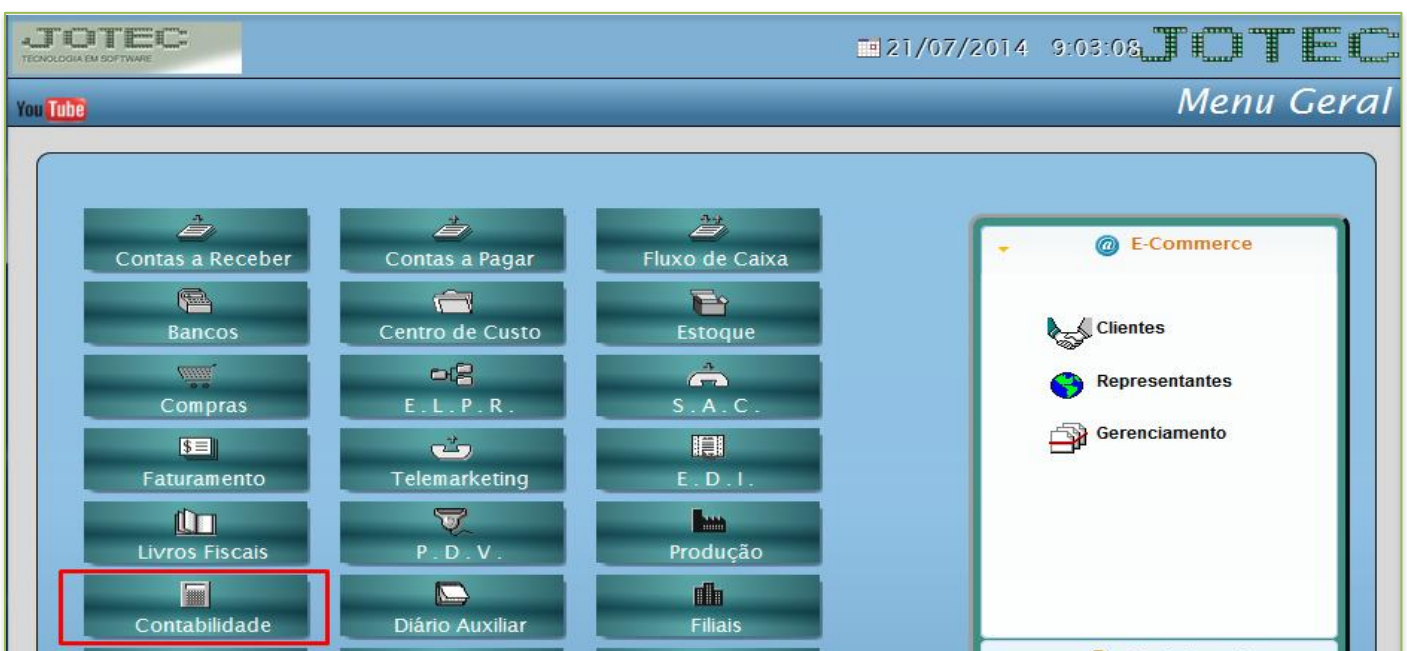 JOTEC
TECNOLOGIA EM SOFTWARE
21/07/2014 9:03:08
JOTEC
You Tube
Menu Geral
Contas a Receber
Contas a Pagar
Fluxo de Caixa
E-Commerce
Bancos
Centro de Custo
Estoque
Clientes
Compras
E.L.P.R.
S.A.C.
Representantes
Faturamento
Telemarketing
E.D.I.
Gerenciamento
Livros Fiscais
P.D.V.
Produção
Contabilidade
Diário Auxiliar
Filiais